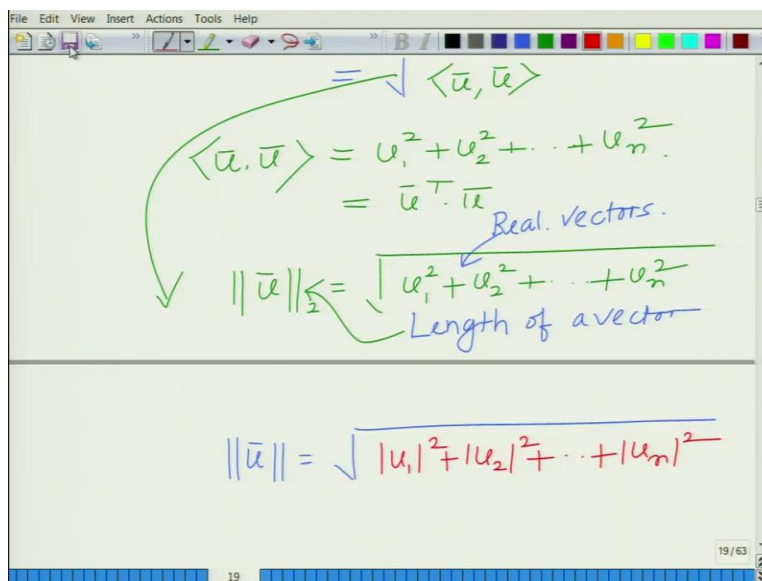 File Edit View Insert Actions Tools Help
» » B I
= √⟨ū, ū⟩
⟨ū. ū⟩ = u₁² + u₂² + ·· + uₙ².
= ūᵀ· ū
Real. vectors.
||ū||₂ = √(u₁² + u₂² + ·· + uₙ²)
Length of a vector
||ū|| = √(|u₁|² + |u₂|² + ·· + |uₙ|²)
19/63
19